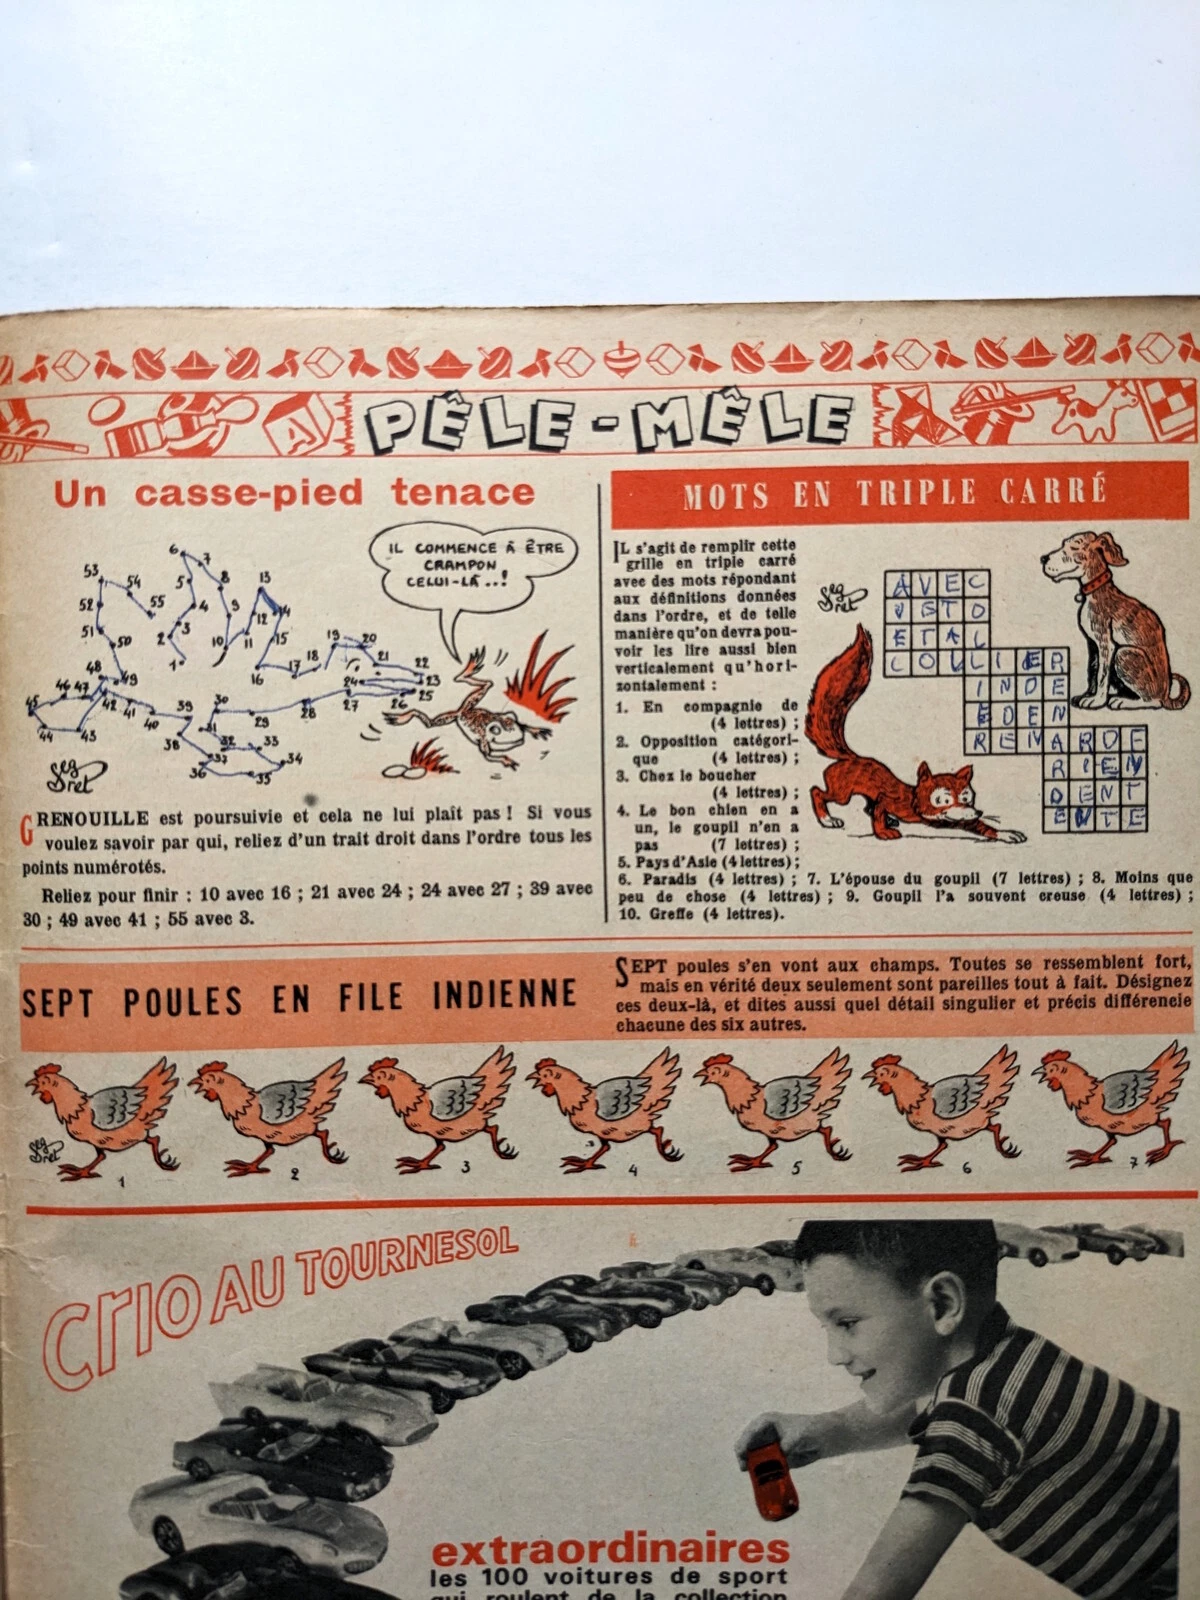 PÊLE-MÊLE
Un casse-pied tenace
IL COMMENCE À ÊTRE
CRAMPON
CELUI-LÀ...!
GRENOUILLE est poursuivie et cela ne lui plaît pas ! Si vous
voulez savoir par qui, reliez d'un trait droit dans l'ordre tous les
points numérotés.
Reliez pour finir : 10 avec 16 ; 21 avec 24 ; 24 avec 27 ; 39 avec
30 ; 49 avec 41 ; 55 avec 3.
MOTS EN TRIPLE CARRÉ
IL s'agit de remplir cette
grille en triple carré
avec des mots répondant
aux définitions données
dans l'ordre, et de telle
manière qu'on devra pou-
voir les lire aussi bien
verticalement qu'hori-
zontalement :
1. En compagnie de
(4 lettres) ;
2. Opposition catégori-
que (4 lettres) ;
3. Chez le boucher
(4 lettres) ;
4. Le bon chien en a
un, le goupil n'en a
pas (7 lettres) ;
5. Pays d'Asie (4 lettres) ;
6. Paradis (4 lettres) ; 7. L'épouse du goupil (7 lettres) ; 8. Moins que
peu de chose (4 lettres) ; 9. Goupil l'a souvent creuse (4 lettres) ;
10. Greffe (4 lettres).
AVEC
ETAL
COLLIER
INDE
EDEN
RENARDE
RIEN
DENT
ENTE
SEPT POULES EN FILE INDIENNE
SEPT poules s'en vont aux champs. Toutes se ressemblent fort,
mais en vérité deux seulement sont pareilles tout à fait. Désignez
ces deux-là, et dites aussi quel détail singulier et précis différencie
chacune des six autres.
1 2 3 4 5 6 7
Crio AU TOURNESOL
extraordinaires
les 100 voitures de sport
qui roulent de la collection